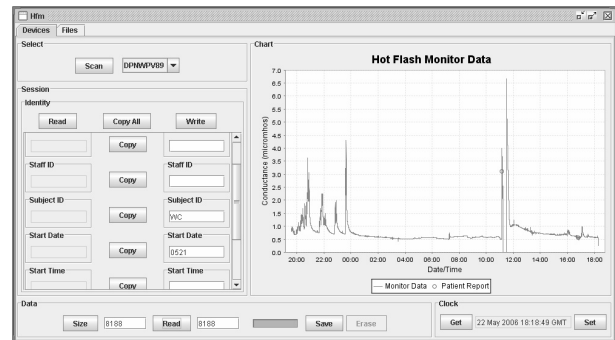 Hfm
Devices Files
Select
Scan DPNWPV89
Session
Identity
Read Copy All Write
Copy
Staff ID Copy Staff ID
Subject ID Copy Subject ID WC
Start Date Copy Start Date 0521
Start Time Copy Start Time
Chart
Hot Flash Monitor Data
Conductance (micromhos)
7.0
6.5
6.0
5.5
5.0
4.5
4.0
3.5
3.0
2.5
2.0
1.5
1.0
0.5
0.0
20:00 22:00 00:00 02:00 04:00 06:00 08:00 10:00 12:00 14:00 16:00 18:00
Date/Time
Monitor Data Patient Report
Data
Size 8188 Read 8188 Save Erase
Clock
Get 22 May 2006 18:18:49 GMT Set